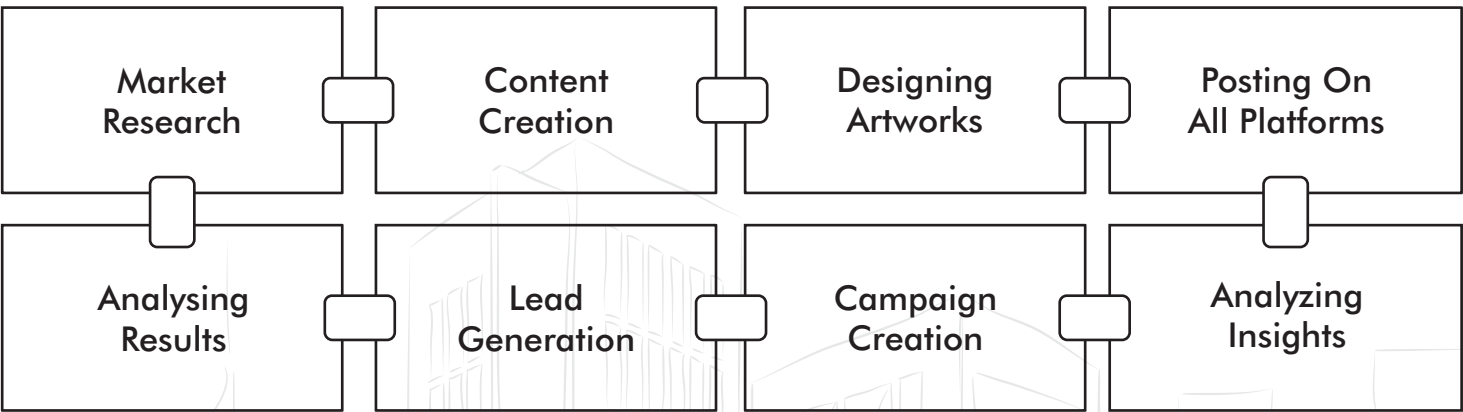 Market
Research
Content
Creation
Designing
Artworks
Posting On
All Platforms
Analysing
Results
Lead
Generation
Campaign
Creation
Analyzing
Insights